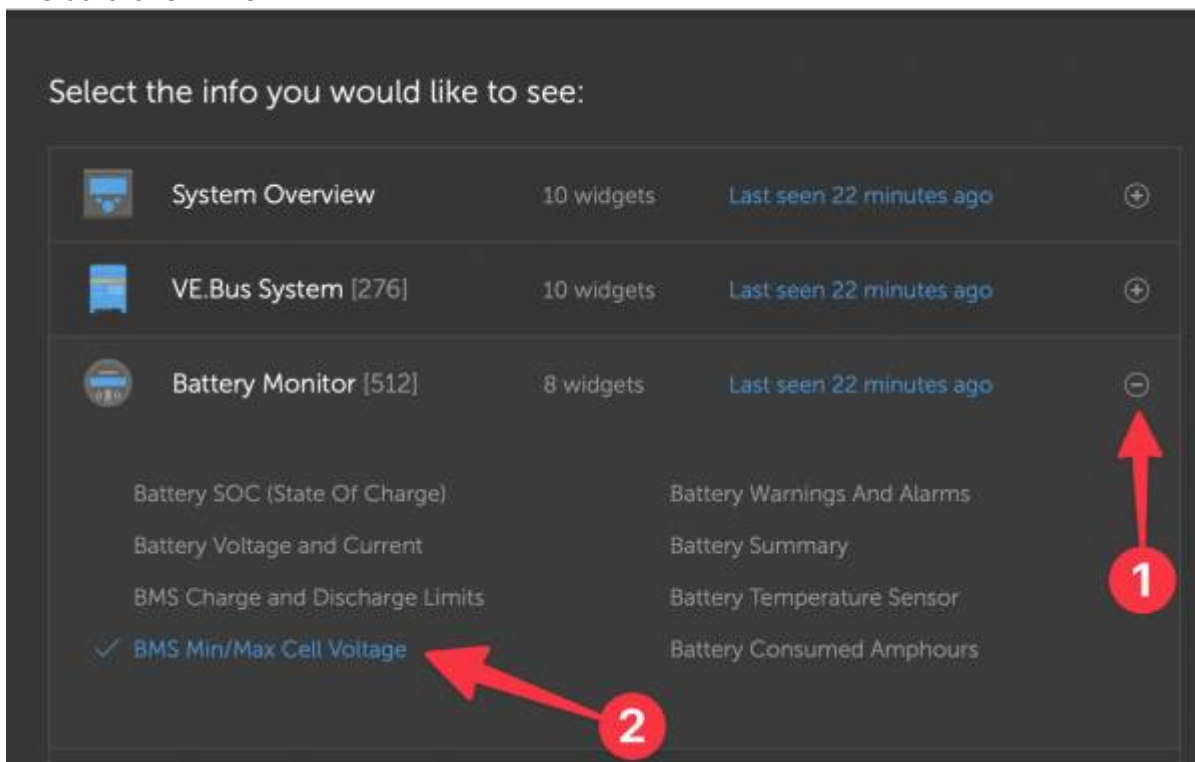 Select the info you would like to see:
System Overview 10 widgets Last seen 22 minutes ago
VE.Bus System [276] 10 widgets Last seen 22 minutes ago
Battery Monitor [512] 8 widgets Last seen 22 minutes ago
Battery SOC (State Of Charge) Battery Warnings And Alarms
Battery Voltage and Current Battery Summary
BMS Charge and Discharge Limits Battery Temperature Sensor
1
BMS Min/Max Cell Voltage Battery Consumed Amphours
2